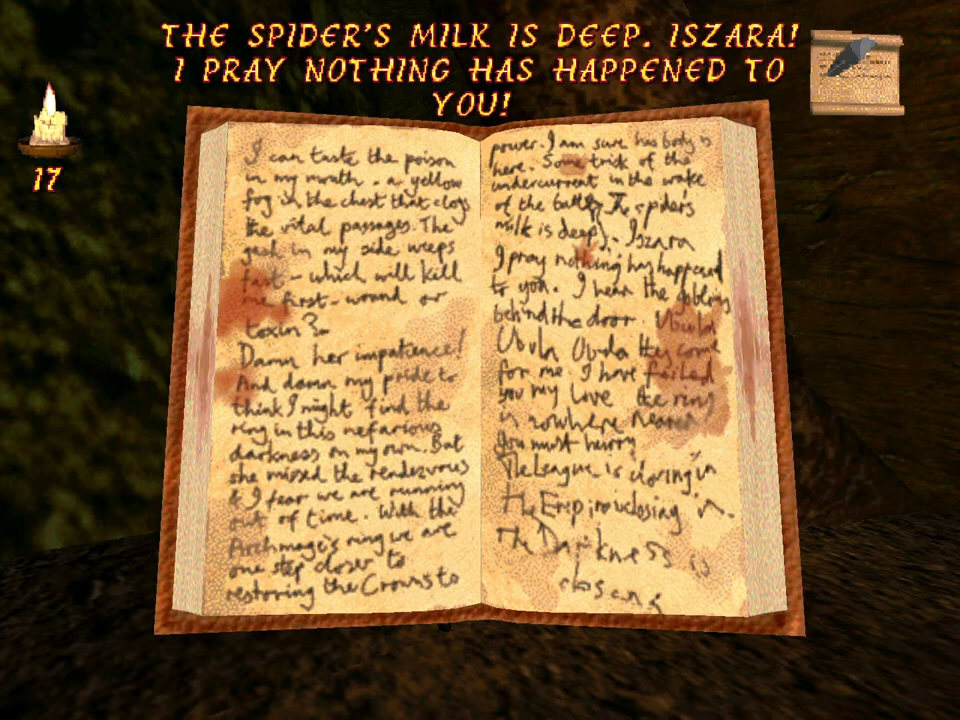 THE SPIDER'S MILK IS DEEP. ISZARA!
I PRAY NOTHING HAS HAPPENED TO
YOU!
17
I can taste the poison
in my mouth - a yellow
fog in the chest that clogs
the vital passages. The
gash in my side weeps
fast - which will kill
me first - wound or
toxin?
Damn her impatience!
And damn my pride to
think I might find the
ring in this nefarious
darkness on my own. But
she missed the rendezvous
& I fear we are running
out of time. With the
Archmage's ring we are
one step closer to
restoring the Crowns to
power. I am sure his body is
here. Some trick of the
undercurrent in the wake
of the battle. The spider's
milk is deep. - Iszara
I pray nothing has happened
to you. I hear the gibbering
behind the door.
they come
for me. I have failed
you my love the ring
is nowhere nearer
you must hurry
The League is closing in
The Empire closing in.
The Darkness is
closing